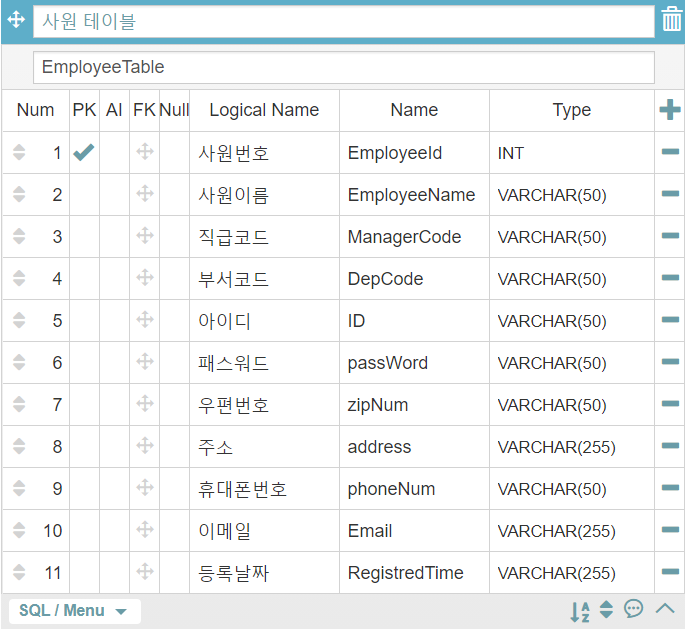 사원 테이블
EmployeeTable
Num PK AI FK Null Logical Name Name Type
1 사원번호 EmployeeId INT
2 사원이름 EmployeeName VARCHAR(50)
3 직급코드 ManagerCode VARCHAR(50)
4 부서코드 DepCode VARCHAR(50)
5 아이디 ID VARCHAR(50)
6 패스워드 passWord VARCHAR(50)
7 우편번호 zipNum VARCHAR(50)
8 주소 address VARCHAR(255)
9 휴대폰번호 phoneNum VARCHAR(50)
10 이메일 Email VARCHAR(255)
11 등록날짜 RegistredTime VARCHAR(255)
SQL / Menu